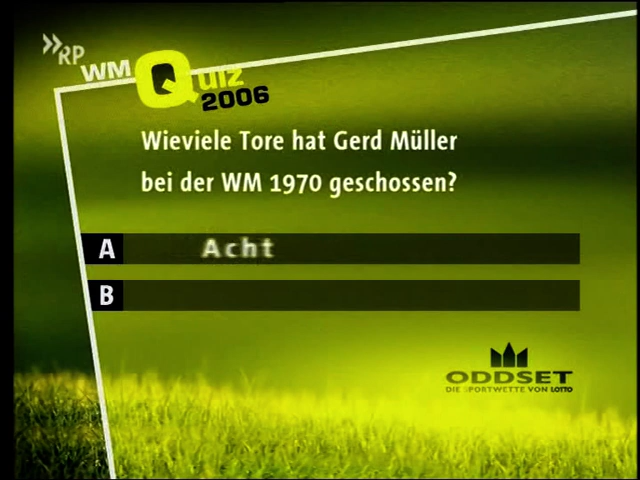 RP
WM Quiz
2006
Wieviele Tore hat Gerd Müller
bei der WM 1970 geschossen?
A Acht
B
ODDSET
DIE SPORTWETTE VON LOTTO